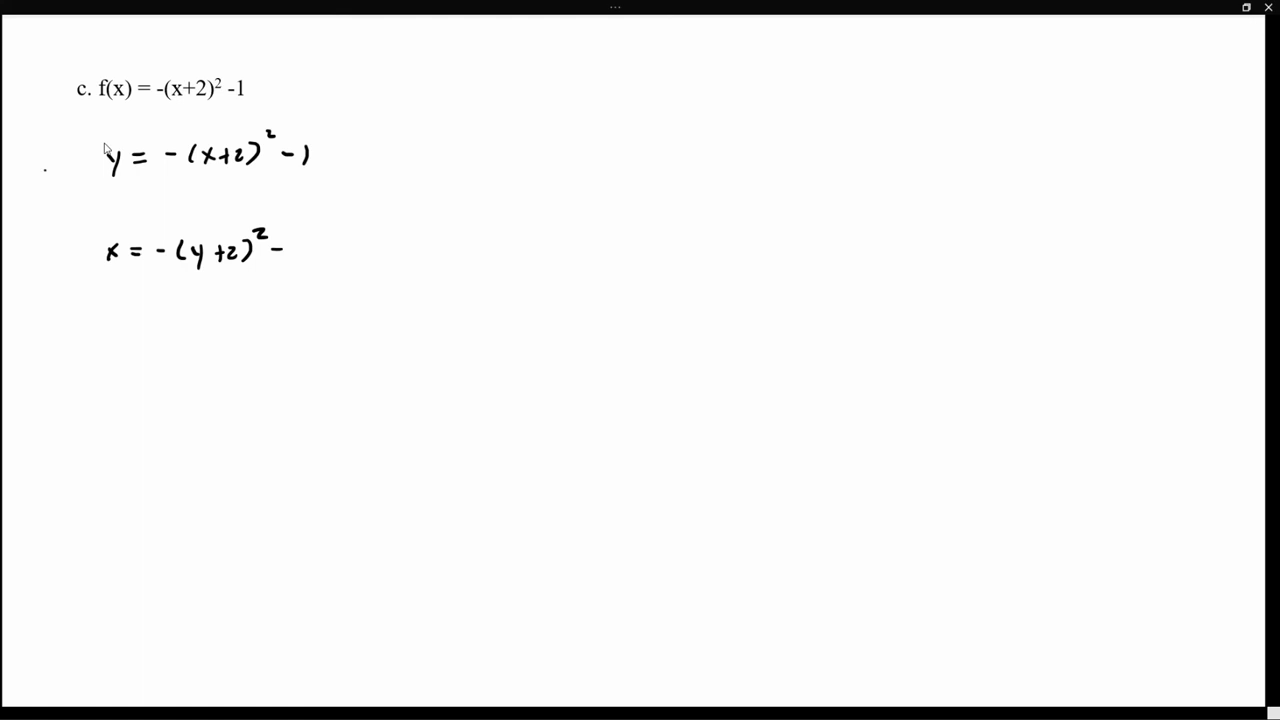 c. f(x) = -(x+2)² -1
y = - (x+2)² - 1
x = - (y+2)² -